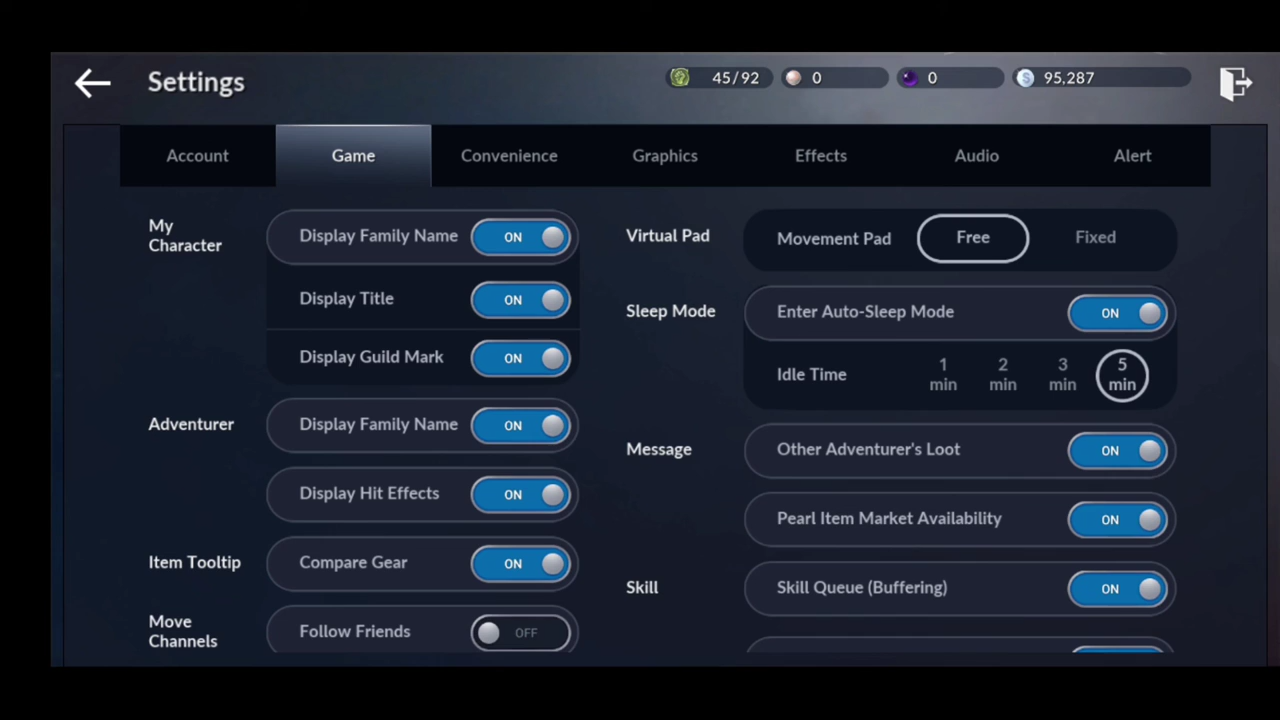 Settings
45/92
0
0
95,287
Account
Game
Convenience
Graphics
Effects
Audio
Alert
My
Character
Display Family Name
ON
Display Title
ON
Display Guild Mark
ON
Adventurer
Display Family Name
ON
Display Hit Effects
ON
Item Tooltip
Compare Gear
ON
Move
Channels
Follow Friends
OFF
Virtual Pad
Movement Pad
Free
Fixed
Sleep Mode
Enter Auto-Sleep Mode
ON
Idle Time
1
min
2
min
3
min
5
min
Message
Other Adventurer's Loot
ON
Pearl Item Market Availability
ON
Skill
Skill Queue (Buffering)
ON